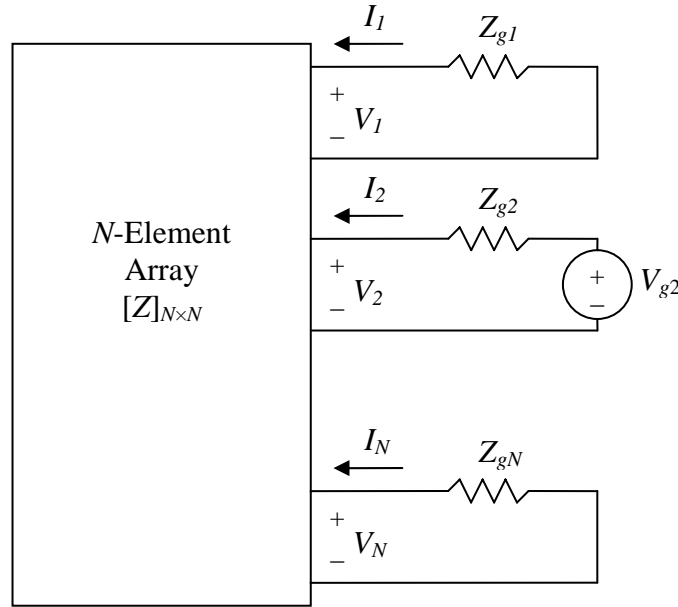 I1
Zg1
+
V1
–
N-Element
Array
[Z]N×N
I2
Zg2
+
V2
–
+
–
Vg2
IN
ZgN
+
VN
–